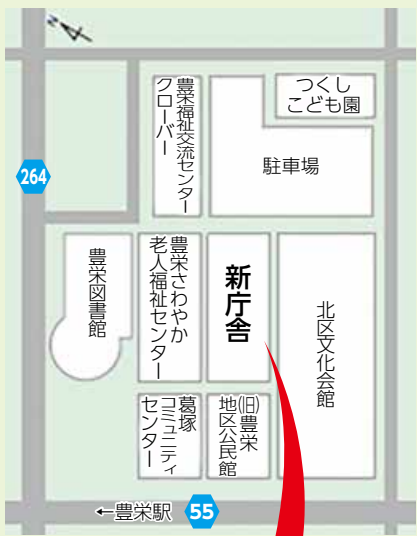 N
つくし
こども園
豊栄福祉交流センター
クローバー
駐車場
264
豊栄図書館
豊栄さわやか
老人福祉センター
新庁舎
北区文化会館
葛塚
コミュニティ
センター
(旧)豊栄
地区公民館
←豊栄駅 55